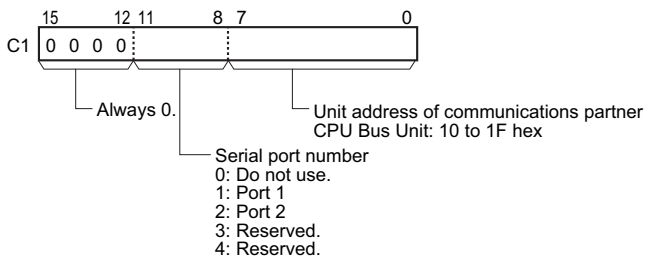 15 12 11 8 7 0
C1 0 0 0 0
Always 0.
Unit address of communications partner
CPU Bus Unit: 10 to 1F hex
Serial port number
0: Do not use.
1: Port 1
2: Port 2
3: Reserved.
4: Reserved.